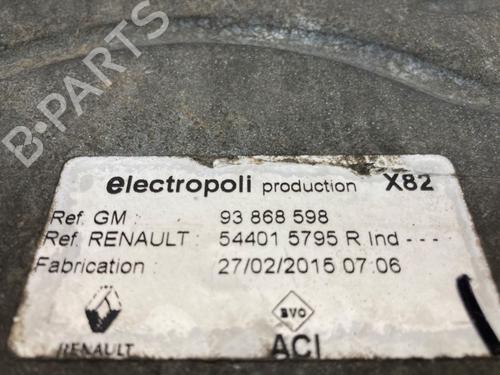 B-PARTS
electropoli production X82
Ref. GM : 93 868 598
Ref. RENAULT : 54401 5795 R Ind - - -
Fabrication : 27/02/2015 07:06
BVO
RENAULT ACI